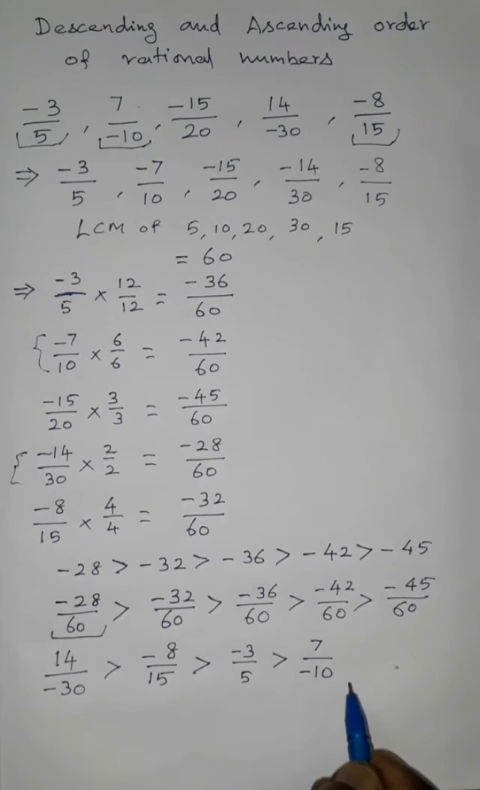 Descending and Ascending order
of rational numbers
-3/5 , 7/-10 , -15/20 , 14/-30 , -8/15
⇒ -3/5 , -7/10 , -15/20 , -14/30 , -8/15
LCM of 5, 10, 20, 30, 15
= 60
⇒ -3/5 × 12/12 = -36/60
{ -7/10 × 6/6 = -42/60
-15/20 × 3/3 = -45/60
{ -14/30 × 2/2 = -28/60
-8/15 × 4/4 = -32/60
-28 > -32 > -36 > -42 > -45
-28/60 > -32/60 > -36/60 > -42/60 > -45/60
14/-30 > -8/15 > -3/5 > 7/-10